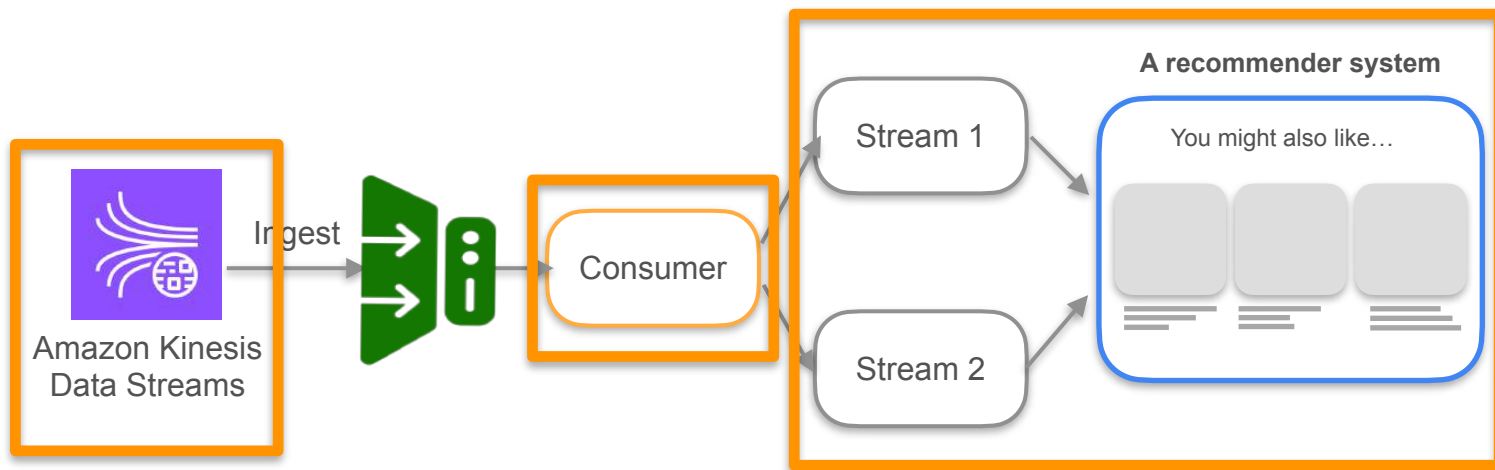 Amazon Kinesis
Data Streams
Ingest
Consumer
Stream 1
Stream 2
A recommender system
You might also like…